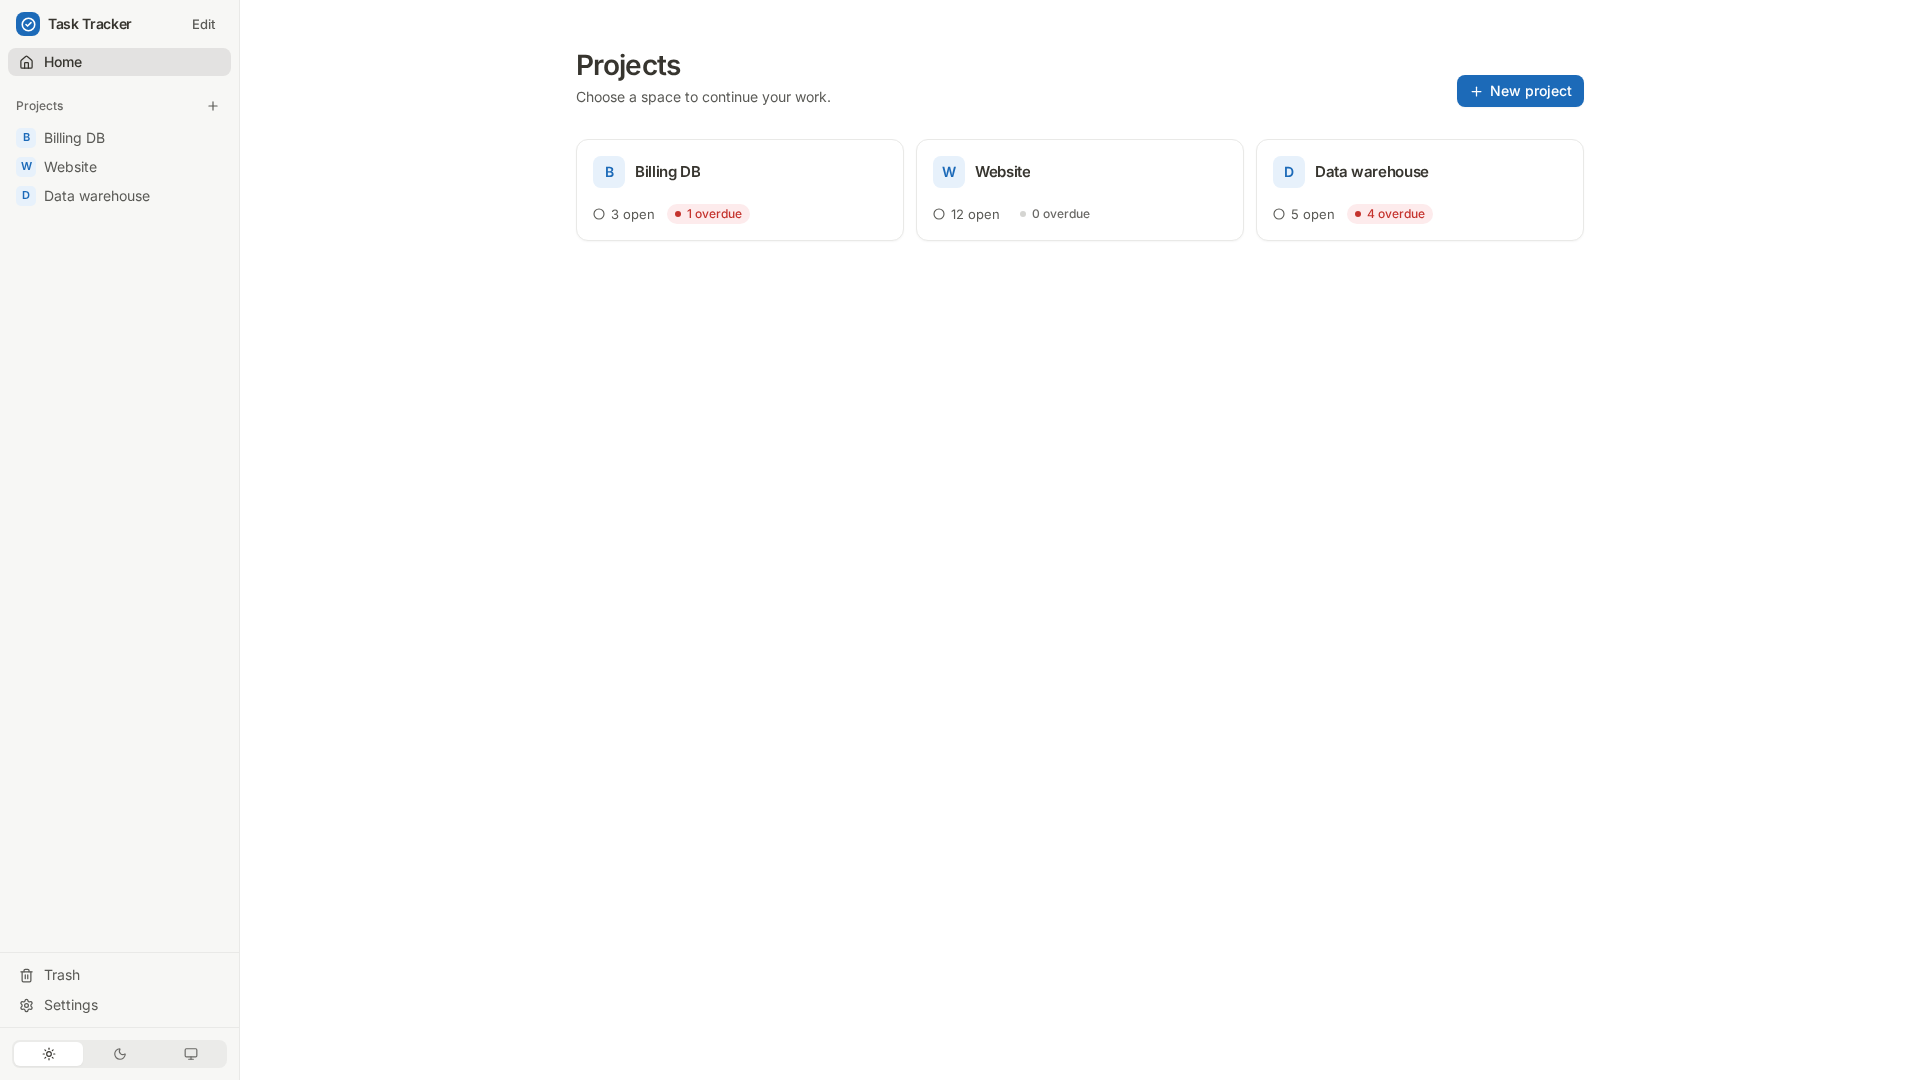 Task Tracker
Edit
Home
Projects
B Billing DB
W Website
D Data warehouse
Trash
Settings
Projects
Choose a space to continue your work.
New project
B Billing DB
3 open 1 overdue
W Website
12 open 0 overdue
D Data warehouse
5 open 4 overdue